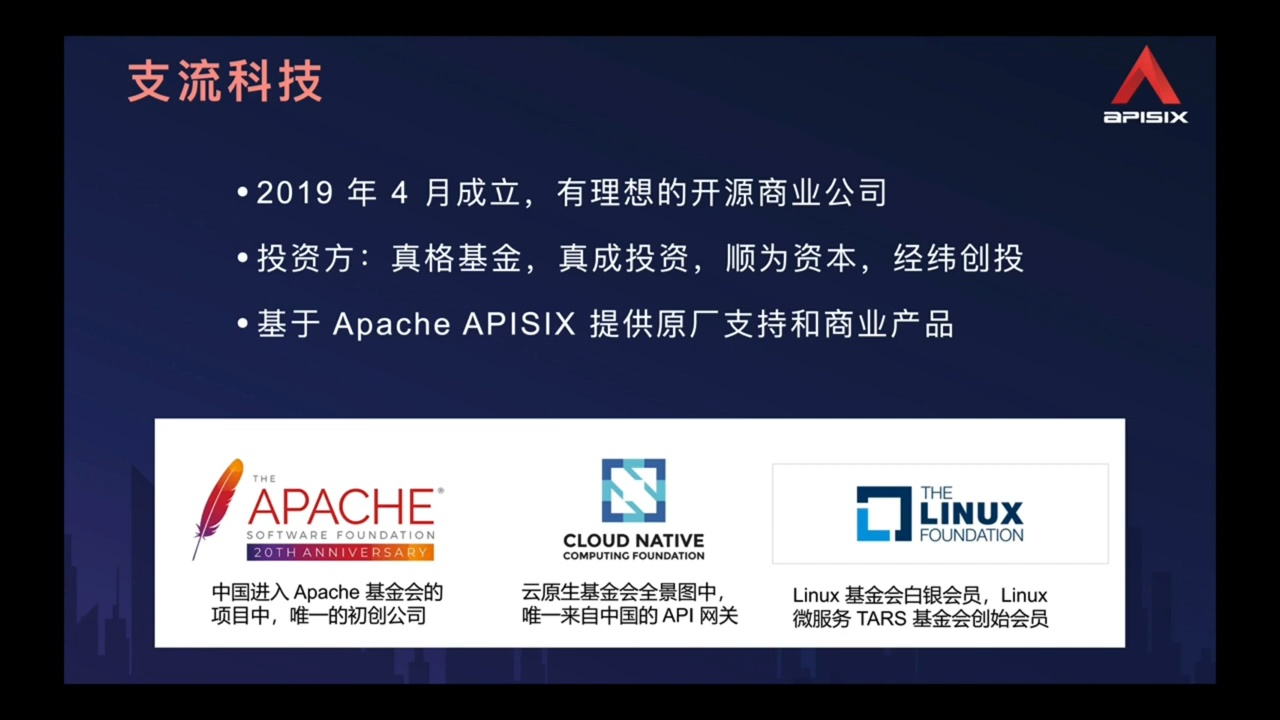 支流科技
APISIX
•2019 年 4 月成立，有理想的开源商业公司
•投资方：真格基金，真成投资，顺为资本，经纬创投
•基于 Apache APISIX 提供原厂支持和商业产品
THE
APACHE®
SOFTWARE FOUNDATION
20TH ANNIVERSARY
中国进入 Apache 基金会的
项目中，唯一的初创公司
CLOUD NATIVE
COMPUTING FOUNDATION
云原生基金会全景图中，
唯一来自中国的 API 网关
THE
LINUX
FOUNDATION
Linux 基金会白银会员，Linux
微服务 TARS 基金会创始会员